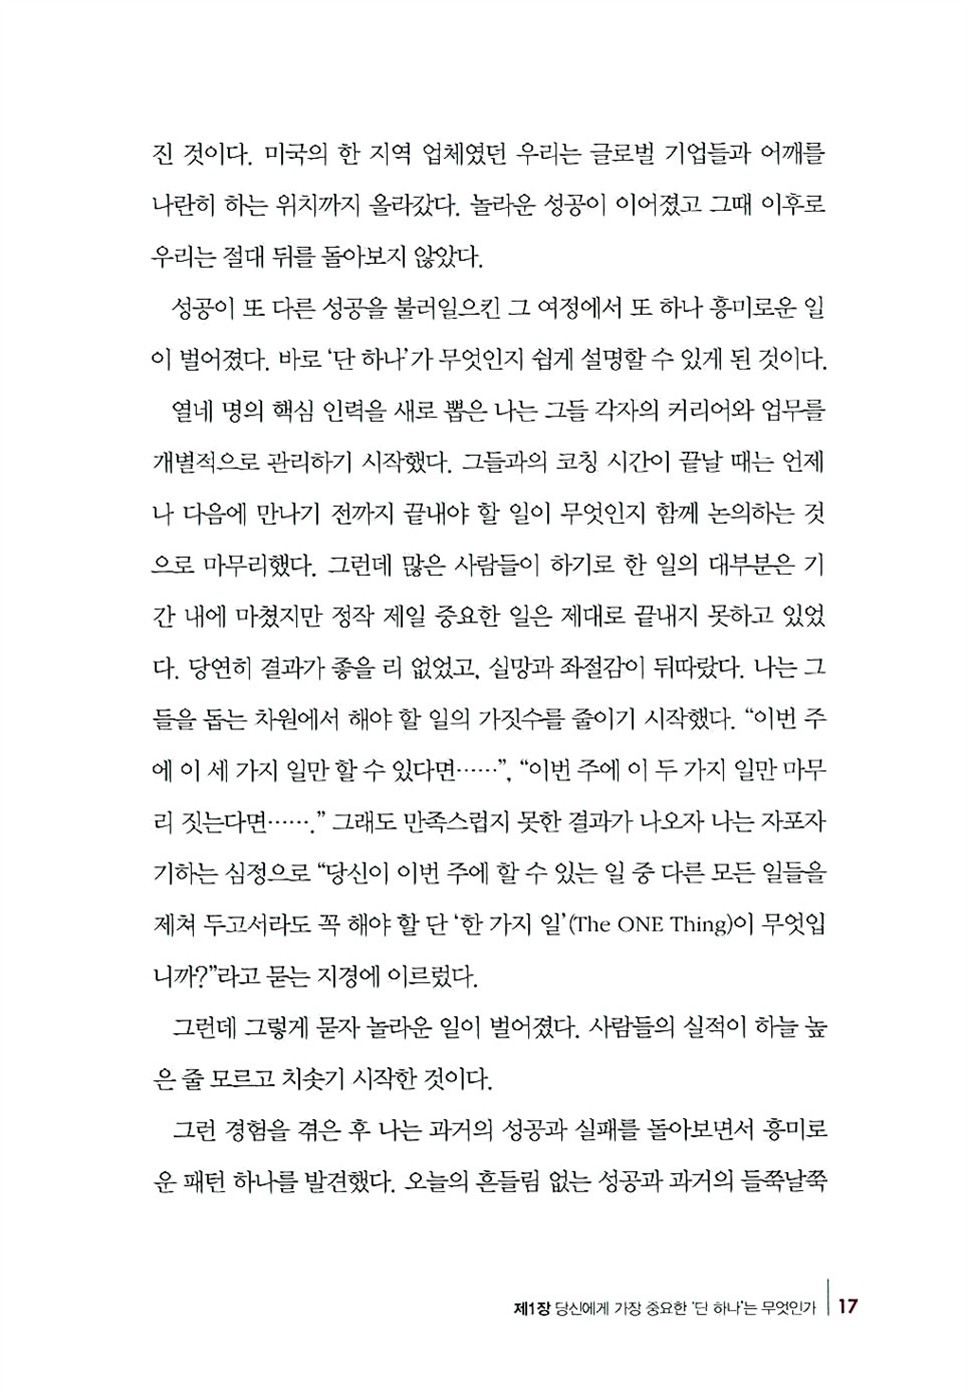 진 것이다. 미국의 한 지역 업체였던 우리는 글로벌 기업들과 어깨를
나란히 하는 위치까지 올라갔다. 놀라운 성공이 이어졌고 그때 이후로
우리는 절대 뒤를 돌아보지 않았다.
성공이 또 다른 성공을 불러일으킨 그 여정에서 또 하나 흥미로운 일
이 벌어졌다. 바로 ‘단 하나’가 무엇인지 쉽게 설명할 수 있게 된 것이다.
열네 명의 핵심 인력을 새로 뽑은 나는 그들 각자의 커리어와 업무를
개별적으로 관리하기 시작했다. 그들과의 코칭 시간이 끝날 때는 언제
나 다음에 만나기 전까지 끝내야 할 일이 무엇인지 함께 논의하는 것
으로 마무리했다. 그런데 많은 사람들이 하기로 한 일의 대부분은 기
간 내에 마쳤지만 정작 제일 중요한 일은 제대로 끝내지 못하고 있었
다. 당연히 결과가 좋을 리 없었고, 실망과 좌절감이 뒤따랐다. 나는 그
들을 돕는 차원에서 해야 할 일의 가짓수를 줄이기 시작했다. “이번 주
에 이 세 가지 일만 할 수 있다면……”, “이번 주에 이 두 가지 일만 마무
리 짓는다면…….” 그래도 만족스럽지 못한 결과가 나오자 나는 자포자
기하는 심정으로 “당신이 이번 주에 할 수 있는 일 중 다른 모든 일들을
제쳐 두고서라도 꼭 해야 할 단 ‘한 가지 일’(The ONE Thing)이 무엇입
니까?”라고 묻는 지경에 이르렀다.
그런데 그렇게 묻자 놀라운 일이 벌어졌다. 사람들의 실적이 하늘 높
은 줄 모르고 치솟기 시작한 것이다.
그런 경험을 겪은 후 나는 과거의 성공과 실패를 돌아보면서 흥미로
운 패턴 하나를 발견했다. 오늘의 흔들림 없는 성공과 과거의 들쭉날쭉
제1장 당신에게 가장 중요한 ‘단 하나’는 무엇인가 17